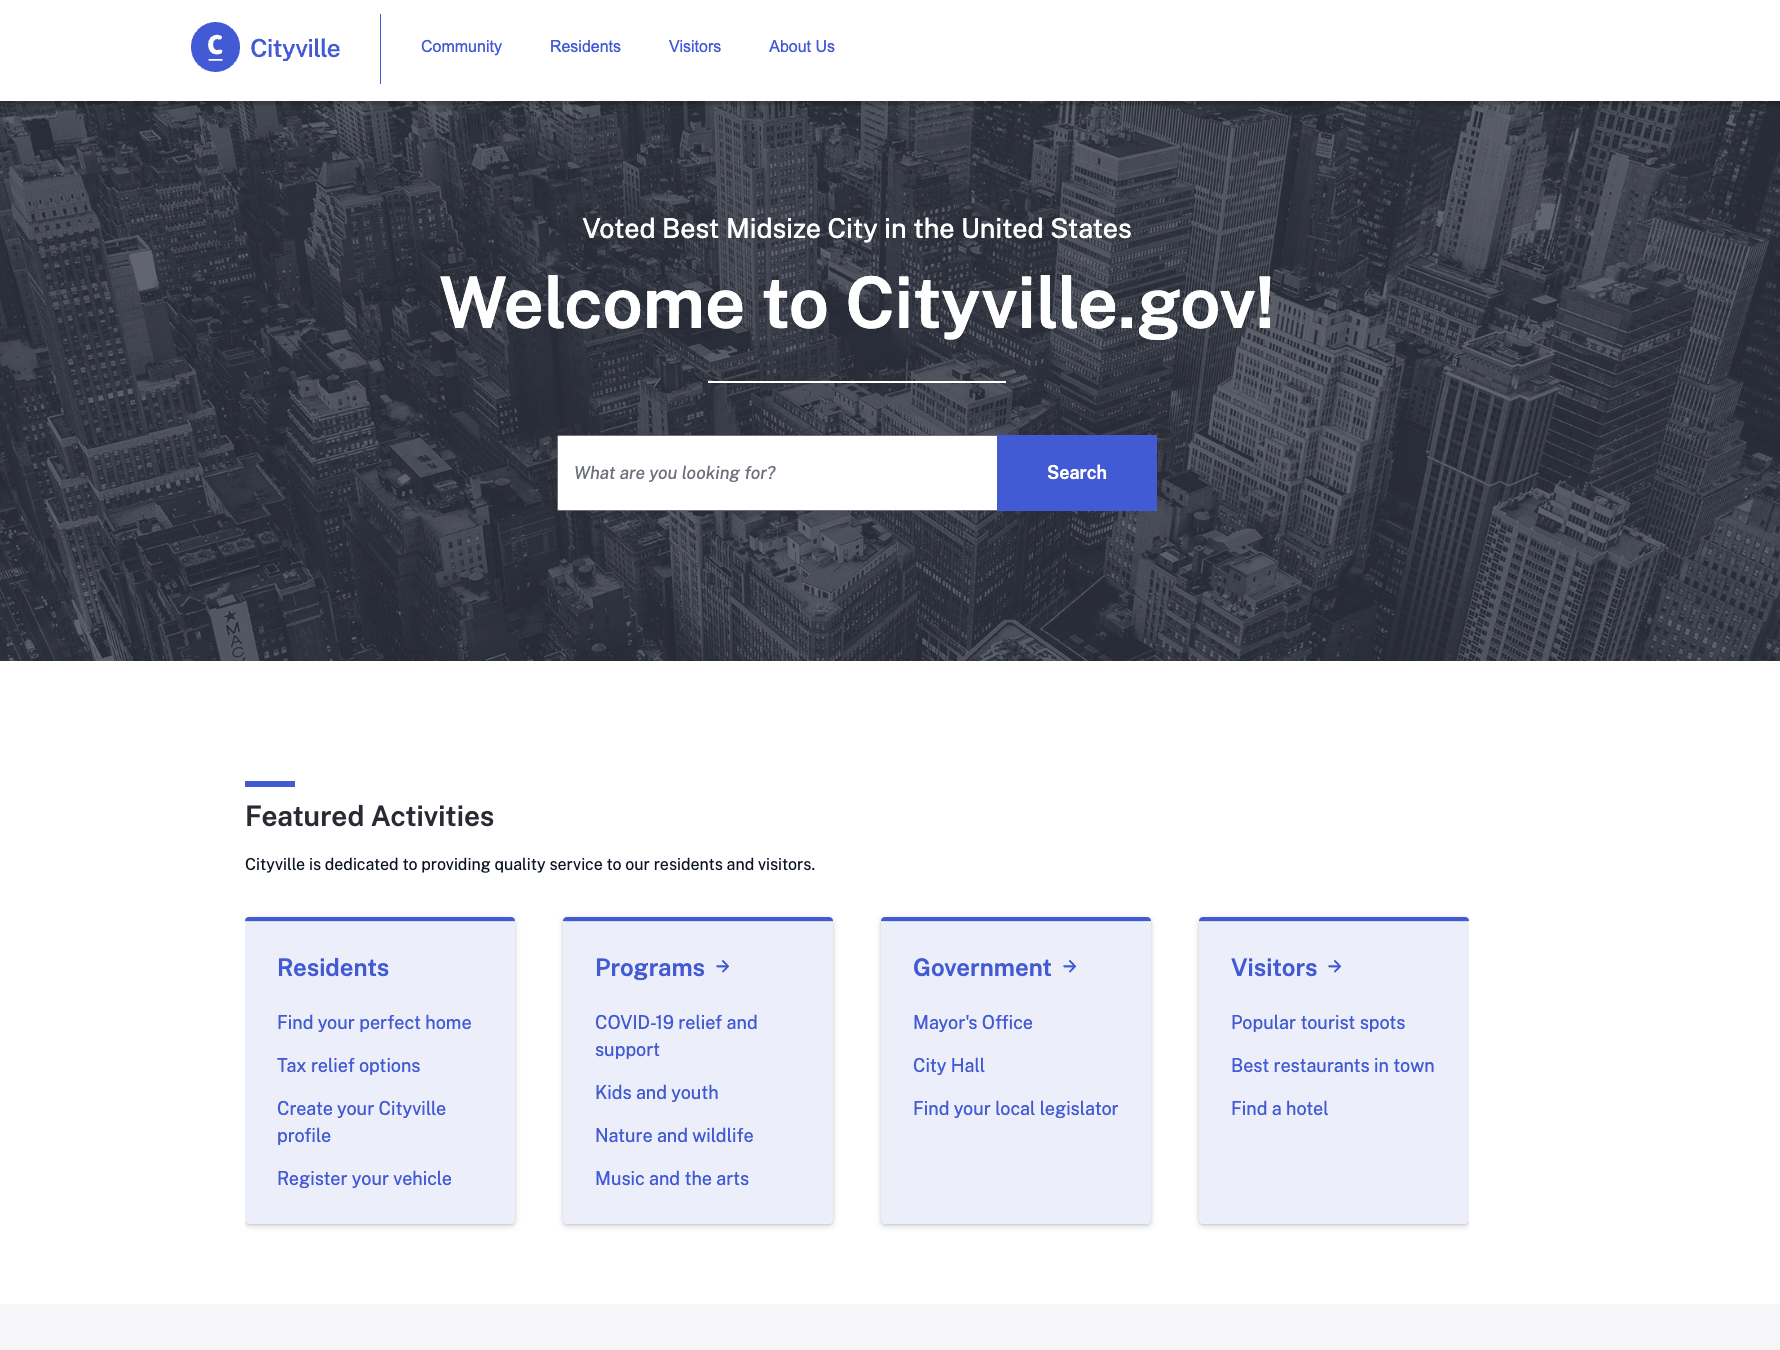 C Cityville
Community Residents Visitors About Us
Voted Best Midsize City in the United States
Welcome to Cityville.gov!
What are you looking for? Search
Featured Activities
Cityville is dedicated to providing quality service to our residents and visitors.
Residents
Find your perfect home
Tax relief options
Create your Cityville
profile
Register your vehicle
Programs →
COVID-19 relief and
support
Kids and youth
Nature and wildlife
Music and the arts
Government →
Mayor's Office
City Hall
Find your local legislator
Visitors →
Popular tourist spots
Best restaurants in town
Find a hotel